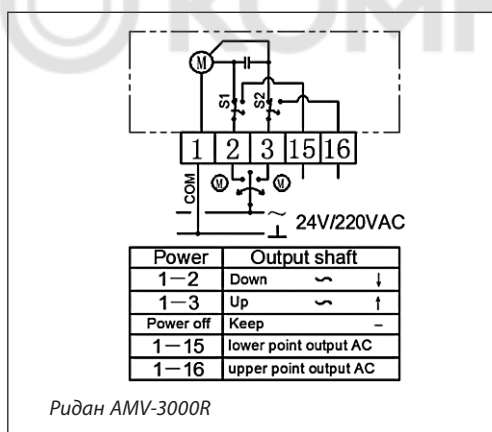 KOMP
M
S1
S2
1 2 3 15 16
M M
COM
~ 24V/220VAC
Power Output shaft
1—2 Down ∽ ↓
1—3 Up ∽ ↑
Power off Keep –
1—15 lower point output AC
1—16 upper point output AC
Ридан AMV-3000R